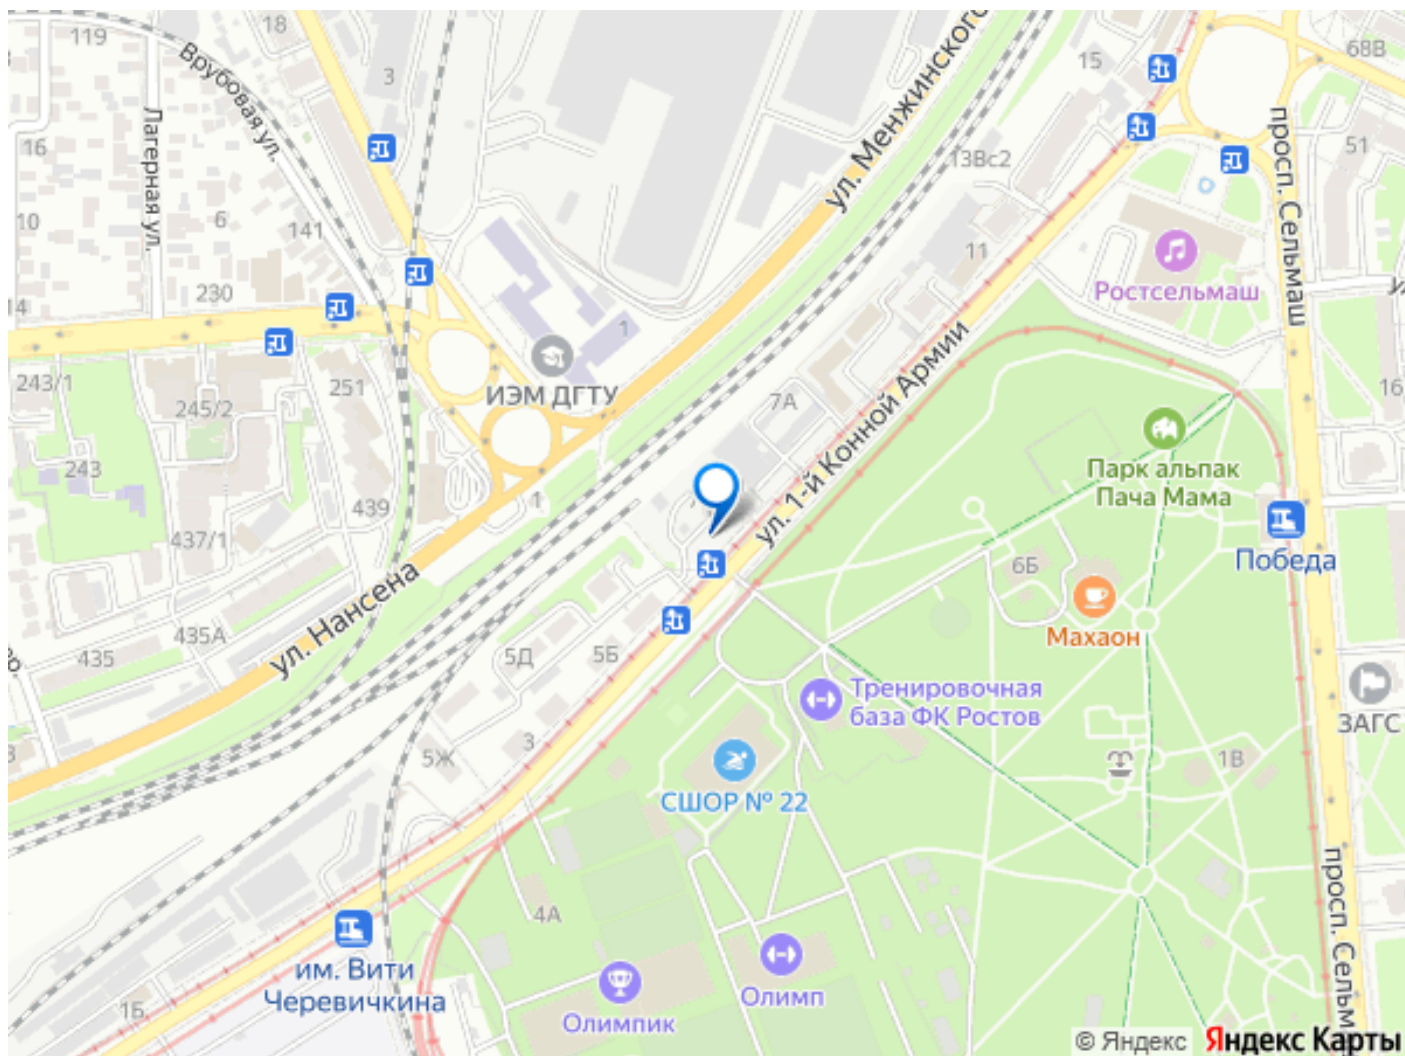 119
18
Врубовая ул.
3
ул. Менжинского
15
68В
Латерная ул.
16
просп. Сельмаш
51
13Вс2
6
10
141
11
Ростсельмаш
230
14
1
ИЭМ ДГТУ
243/1
251
245/2
7А
16
ул. 1-й Конной Армии
Парк альпак
Пача Мама
243
439
1
437/1
Победа
6Б
ул. Нансена
Махаон
435А
435
5Д
5Б
Тренировочная
база ФК Ростов
ЗАГС
3
5Ж
1В
СШОР № 22
4А
просп. Сельм
им. Вити
Черевичкина
1Б
Олимп
Олимпик
© Яндекс Яндекс Карты